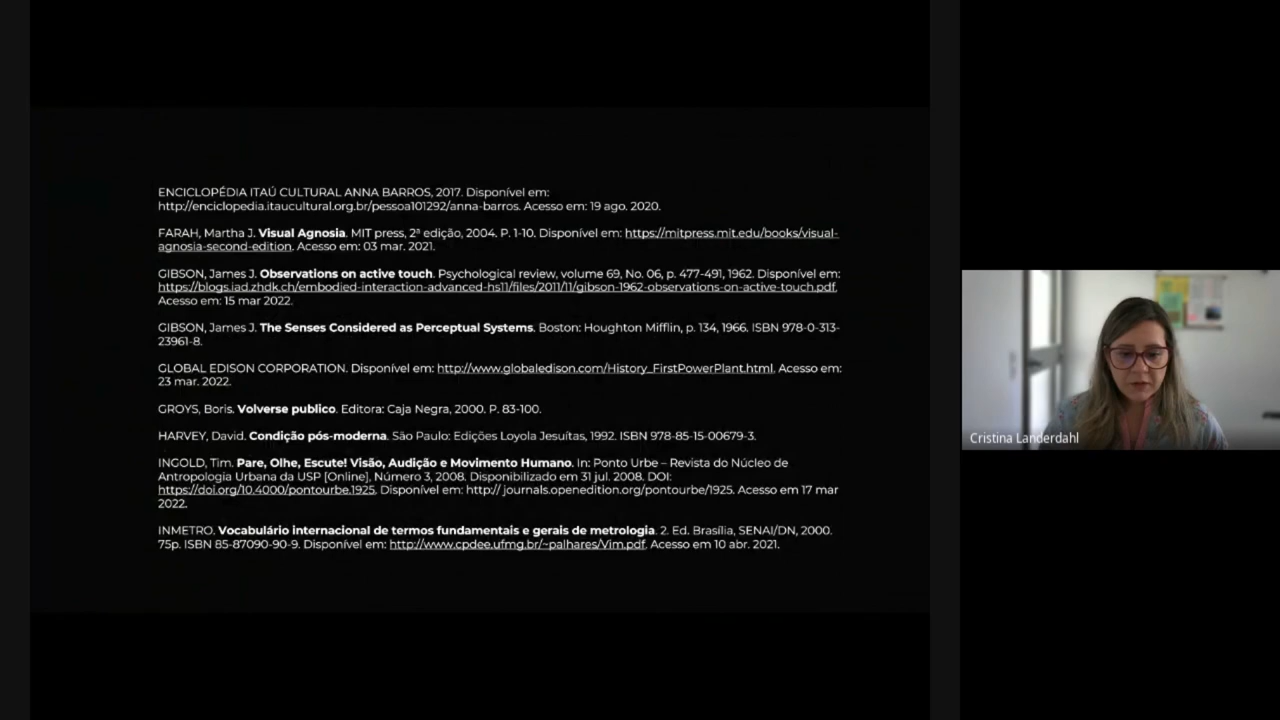 ENCICLOPÉDIA ITAÚ CULTURAL ANNA BARROS, 2017. Disponível em:
http://enciclopedia.itaucultural.org.br/pessoa101292/anna-barros. Acesso em: 19 ago. 2020.
FARAH, Martha J. Visual Agnosia. MIT press, 2ª edição, 2004. P. 1-10. Disponível em: https://mitpress.mit.edu/books/visual-
agnosia-second-edition. Acesso em: 03 mar. 2021.
GIBSON, James J. Observations on active touch. Psychological review, volume 69, No. 06, p. 477-491, 1962. Disponível em:
https://blogs.iad.zhdk.ch/embodied-interaction-advanced-hs11/files/2011/11/gibson-1962-observations-on-active-touch.pdf.
Acesso em: 15 mar 2022.
GIBSON, James J. The Senses Considered as Perceptual Systems. Boston: Houghton Mifflin, p. 134, 1966. ISBN 978-0-313-
23961-8.
GLOBAL EDISON CORPORATION. Disponível em: http://www.globaledison.com/History_FirstPowerPlant.html. Acesso em:
23 mar. 2022.
GROYS, Boris. Volverse publico. Editora: Caja Negra, 2000. P. 83-100.
HARVEY, David. Condição pós-moderna. São Paulo: Edições Loyola Jesuítas, 1992. ISBN 978-85-15-00679-3.
INGOLD, Tim. Pare, Olhe, Escute! Visão, Audição e Movimento Humano. In: Ponto Urbe – Revista do Núcleo de
Antropologia Urbana da USP [Online], Número 3, 2008. Disponibilizado em 31 jul. 2008. DOI:
https://doi.org/10.4000/pontourbe.1925. Disponível em: http:// journals.openedition.org/pontourbe/1925. Acesso em 17 mar
2022.
INMETRO. Vocabulário internacional de termos fundamentais e gerais de metrologia. 2. Ed. Brasília, SENAI/DN, 2000.
75p. ISBN 85-87090-90-9. Disponível em: http://www.cpdee.ufmg.br/~palhares/Vim.pdf. Acesso em 10 abr. 2021.
Cristina Landerdahl